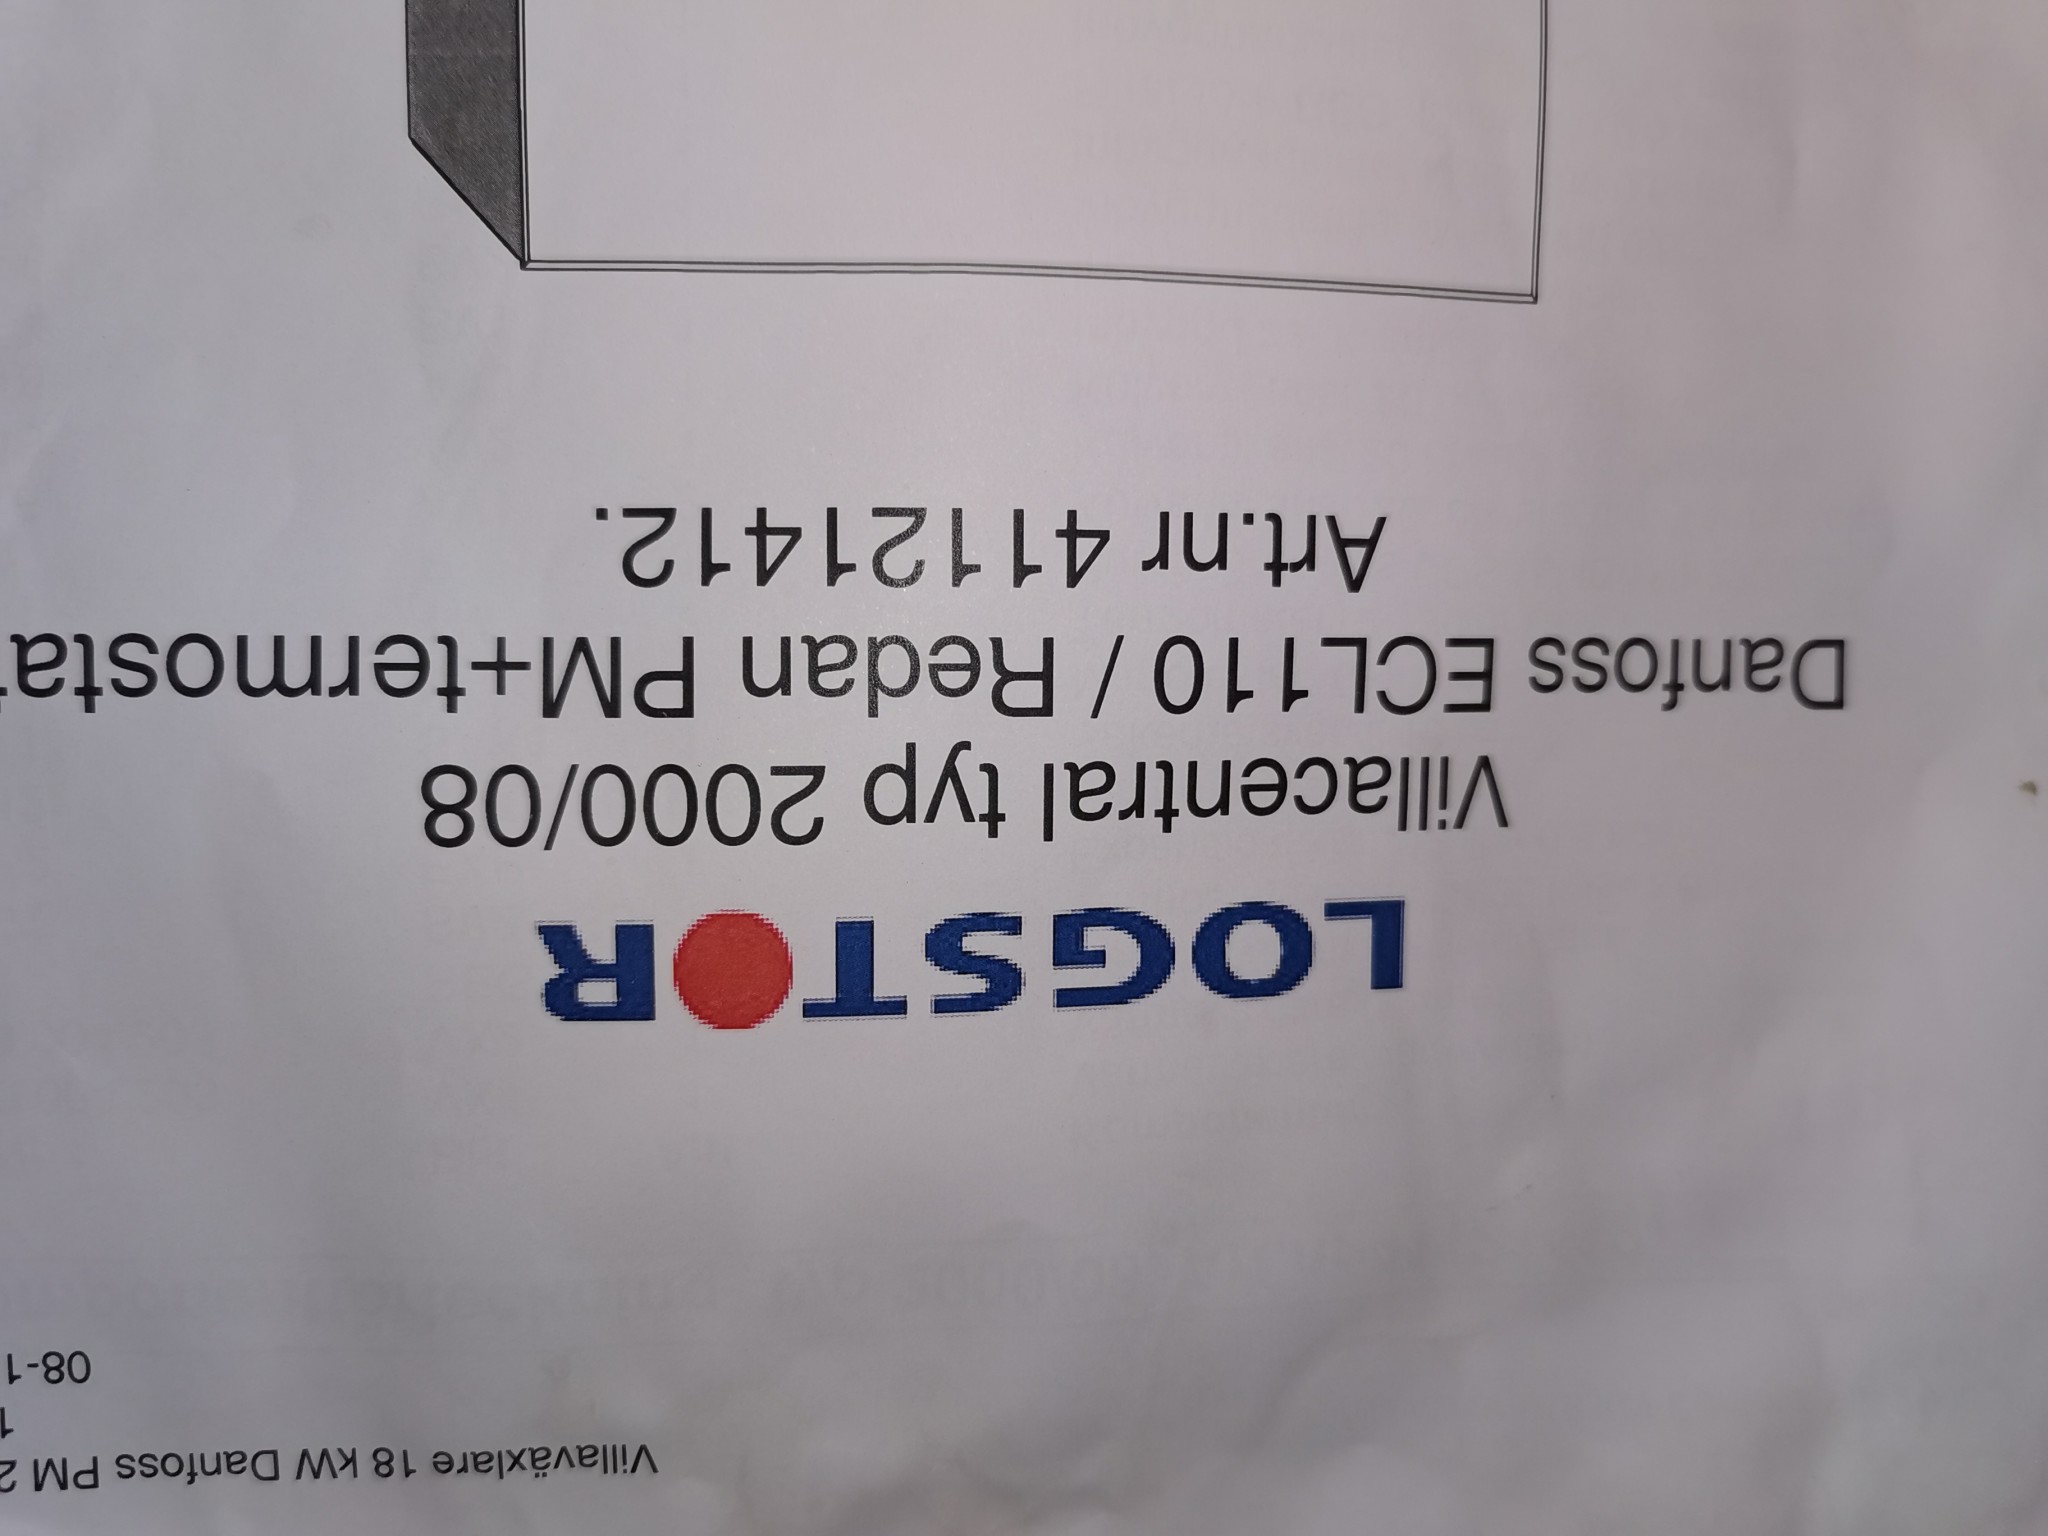 Villaväxlare 18 kW Danfoss PM 2
1
08-1
LOGSTOR
Villacentral typ 2000/08
Danfoss ECL110 / Redan PM+termosta
Art.nr 41121412.